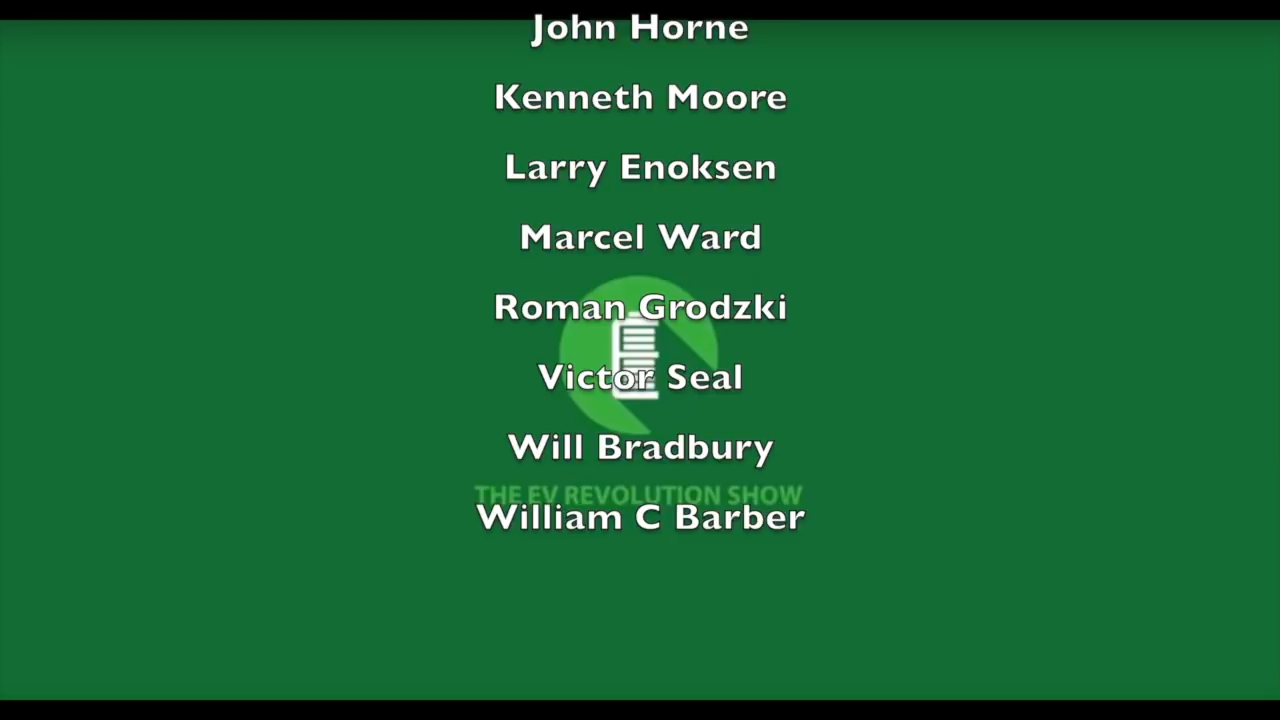 John Horne
Kenneth Moore
Larry Enoksen
Marcel Ward
Roman Grodzki
Victor Seal
Will Bradbury
THE EV REVOLUTION SHOW
William C Barber